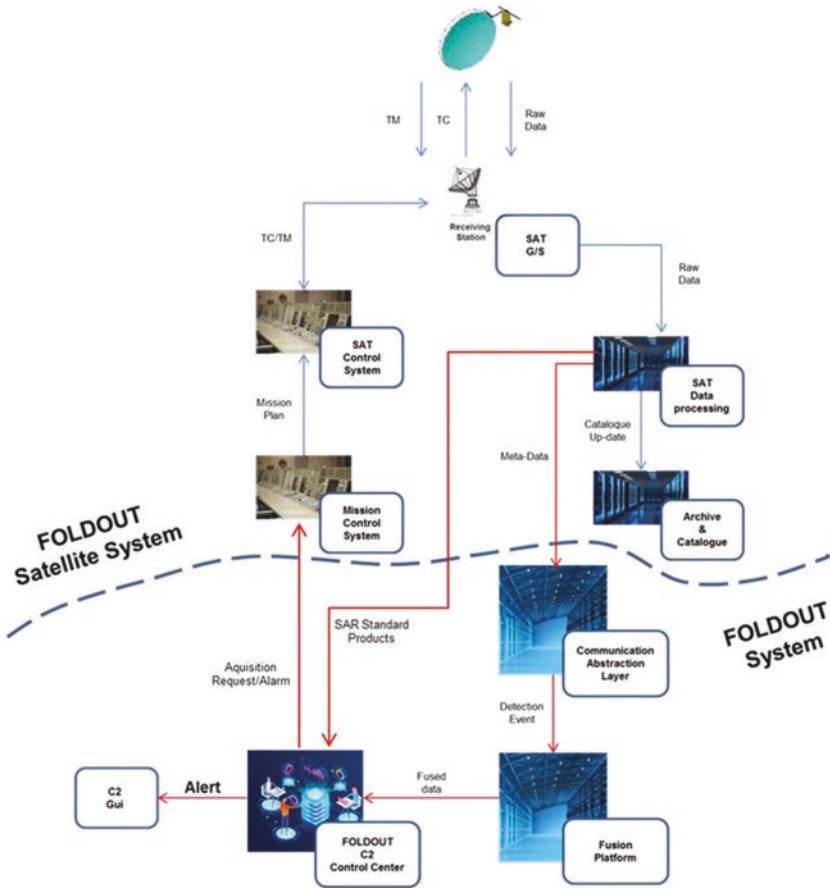 TM
TC
Raw
Data
Receiving
Station
SAT
G/S
TC/TM
Raw
Data
SAT
Control
System
SAT
Data
processing
Mission
Plan
Catalogue
Up-date
Meta-Data
Mission
Control
System
Archive
&
Catalogue
FOLDOUT
Satellite System
FOLDOUT
System
SAR Standard
Products
Communication
Abstraction
Layer
Aquisition
Request/Alarm
Detection
Event
C2
Gui
Alert
Fused
data
FOLDOUT
C2
Control Center
Fusion
Platform